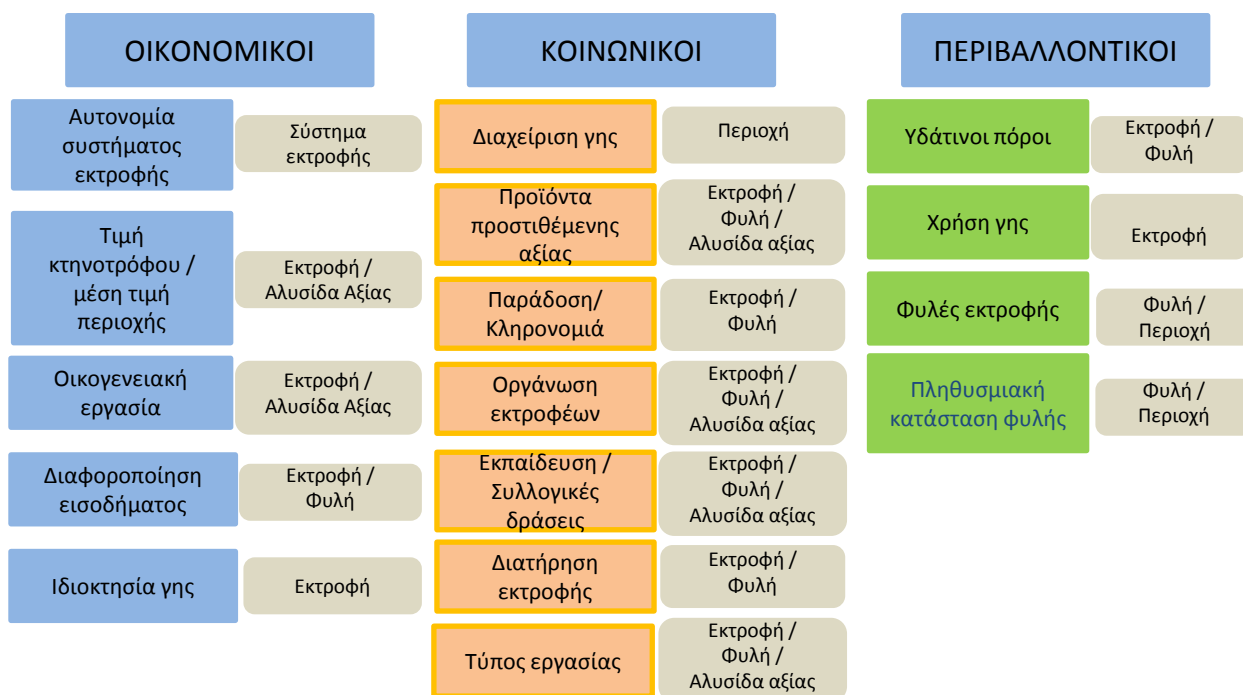 ΟΙΚΟΝΟΜΙΚΟΙ
Αυτονομία
συστήματος
εκτροφής
Σύστημα
εκτροφής
Τιμή
κτηνοτρόφου /
μέση τιμή
περιοχής
Εκτροφή /
Αλυσίδα Αξίας
Οικογενειακή
εργασία
Εκτροφή /
Αλυσίδα Αξίας
Διαφοροποίηση
εισοδήματος
Εκτροφή /
Φυλή
Ιδιοκτησία γης
Εκτροφή
ΚΟΙΝΩΝΙΚΟΙ
Διαχείριση γης
Περιοχή
Προϊόντα
προστιθέμενης
αξίας
Εκτροφή /
Φυλή /
Αλυσίδα αξίας
Παράδοση/
Κληρονομιά
Εκτροφή /
Φυλή
Οργάνωση
εκτροφέων
Εκτροφή /
Φυλή /
Αλυσίδα αξίας
Εκπαίδευση /
Συλλογικές
δράσεις
Εκτροφή /
Φυλή /
Αλυσίδα αξίας
Διατήρηση
εκτροφής
Εκτροφή /
Φυλή
Τύπος εργασίας
Εκτροφή /
Φυλή /
Αλυσίδα αξίας
ΠΕΡΙΒΑΛΛΟΝΤΙΚΟΙ
Υδάτινοι πόροι
Εκτροφή /
Φυλή
Χρήση γης
Εκτροφή
Φυλές εκτροφής
Φυλή /
Περιοχή
Πληθυσμιακή
κατάσταση φυλής
Φυλή /
Περιοχή